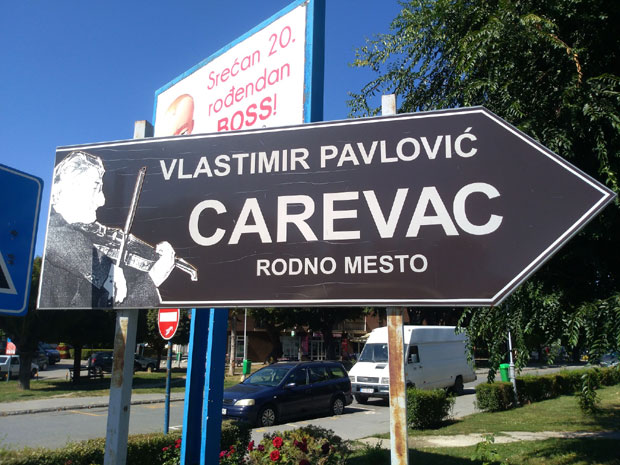 Srećan 20.
rođendan
BOSS!
VLASTIMIR PAVLOVIĆ
CAREVAC
RODNO MESTO